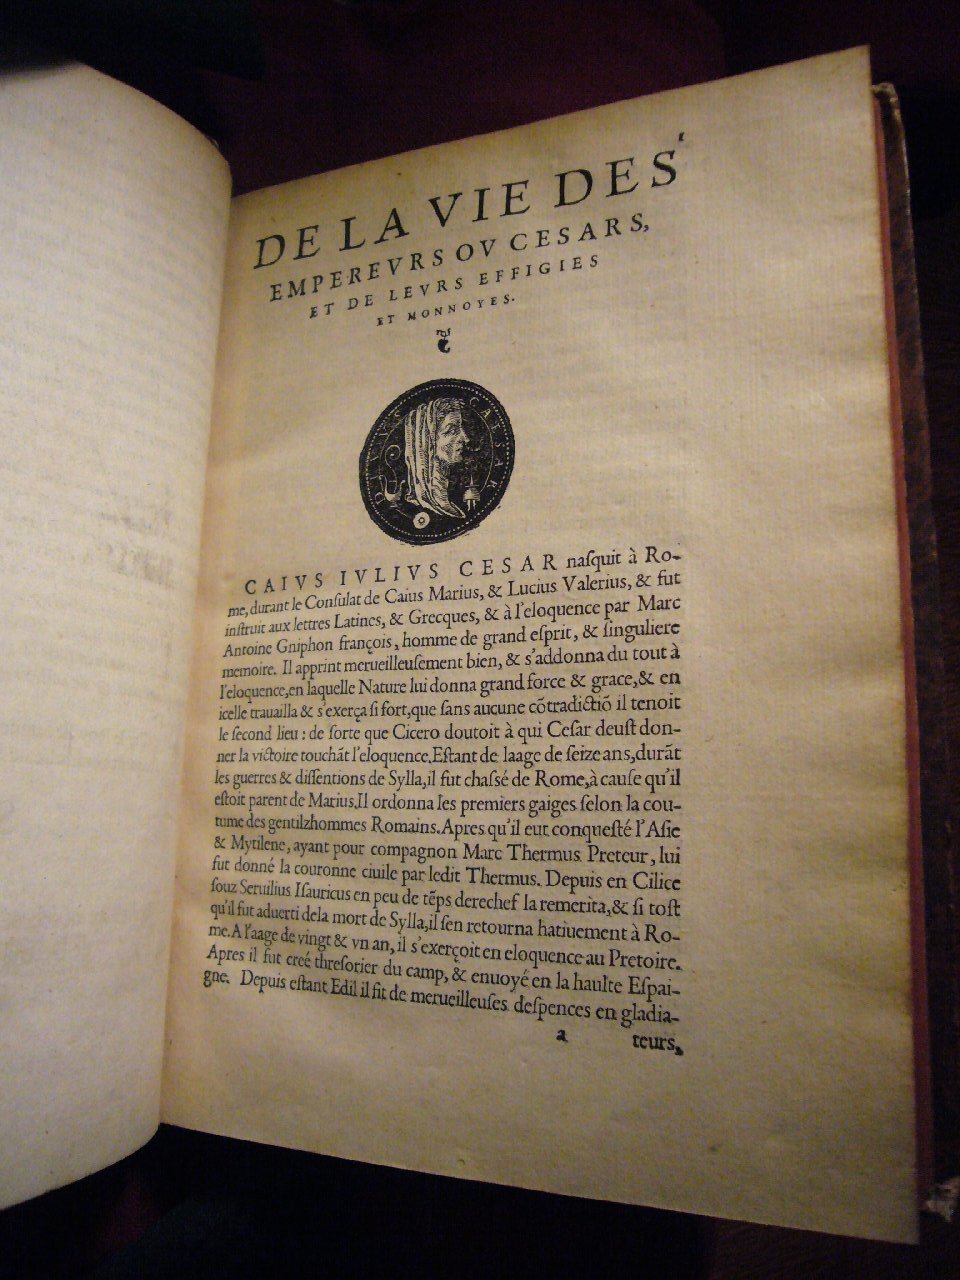 DE LA VIE DES
EMPEREVRS OV CESARS,
ET DE LEVRS EFFIGIES
ET MONNOYES.
DIVVS CAESAR
CAIVS IVLIVS CESAR naſquit à Ro-
me, durant le Conſulat de Caius Marius, & Lucius Valerius, & fut
inſtruit aux lettres Latines, & Grecques, & à l'eloquence par Marc
Antoine Gniphon françois, homme de grand eſprit, & ſinguliere
memoire. Il apprint merueilleuſement bien, & s'addonna du tout à
l'eloquence, en laquelle Nature lui donna grand force & grace, & en
icelle trauailla & s'exerça ſi fort, que ſans aucune cõtradictiõ il tenoit
le ſecond lieu : de ſorte que Cicero doutoit à qui Ceſar deuſt don-
ner la victoire touchãt l'eloquence. Eſtant de laage de ſeize ans, durãt
les guerres & diſſentions de Sylla, il fut chaſſé de Rome, à cauſe qu'il
eſtoit parent de Marius. Il ordonna les premiers gaiges ſelon la cou-
tume des gentilzhommes Romains. Apres qu'il eut conqueſté l'Aſie
& Mytilene, ayant pour compagnon Marc Thermus Preteur, lui
fut donné la couronne ciuile par ledit Thermus. Depuis en Cilice
ſouz Seruilius Iſauricus en peu de tẽps derechef la remerita, & ſi toſt
qu'il fut aduerti dela mort de Sylla, il ſen retourna hatiuement à Ro-
me. A l'aage de vingt & vn an, il s'exerçoit en eloquence au Pretoire.
Apres il fut creé threſorier du camp, & enuoyé en la haulte Eſpai-
gne. Depuis eſtant Edil il fit de merueilleuſes deſpences en gladia-
a teurs,